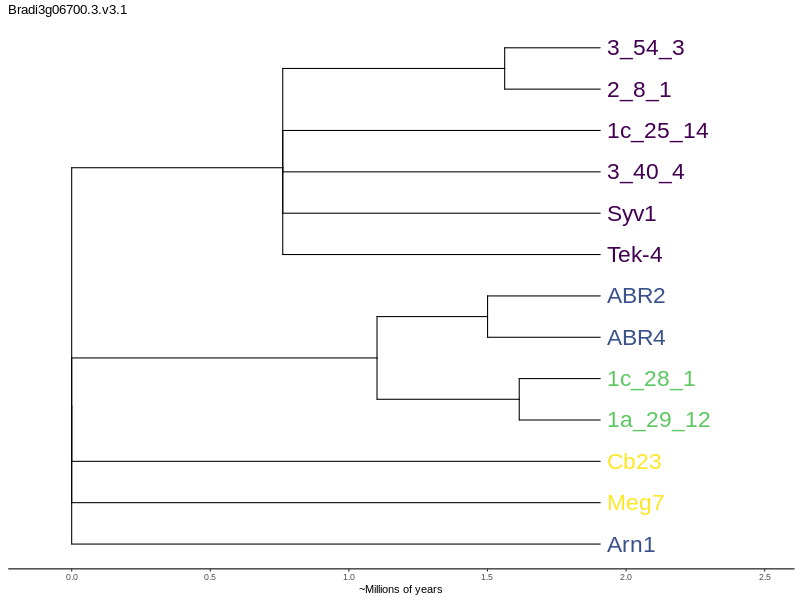 Bradi3g06700.3.v3.1
3_54_3
2_8_1
1c_25_14
3_40_4
Syv1
Tek-4
ABR2
ABR4
1c_28_1
1a_29_12
Cb23
Meg7
Arn1
0.0 0.5 1.0 1.5 2.0 2.5
~Millions of years